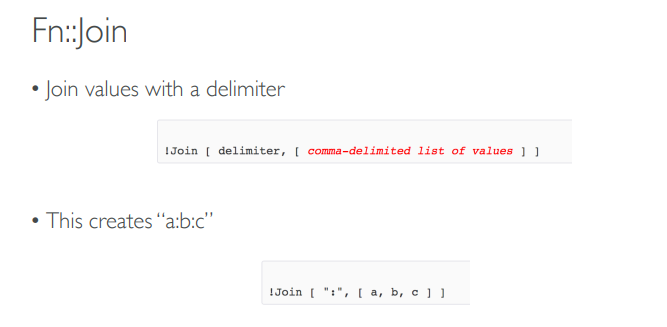 Fn::Join
• Join values with a delimiter
!Join [ delimiter, [ comma-delimited list of values ] ]
• This creates “a:b:c”
!Join [ ":", [ a, b, c ] ]